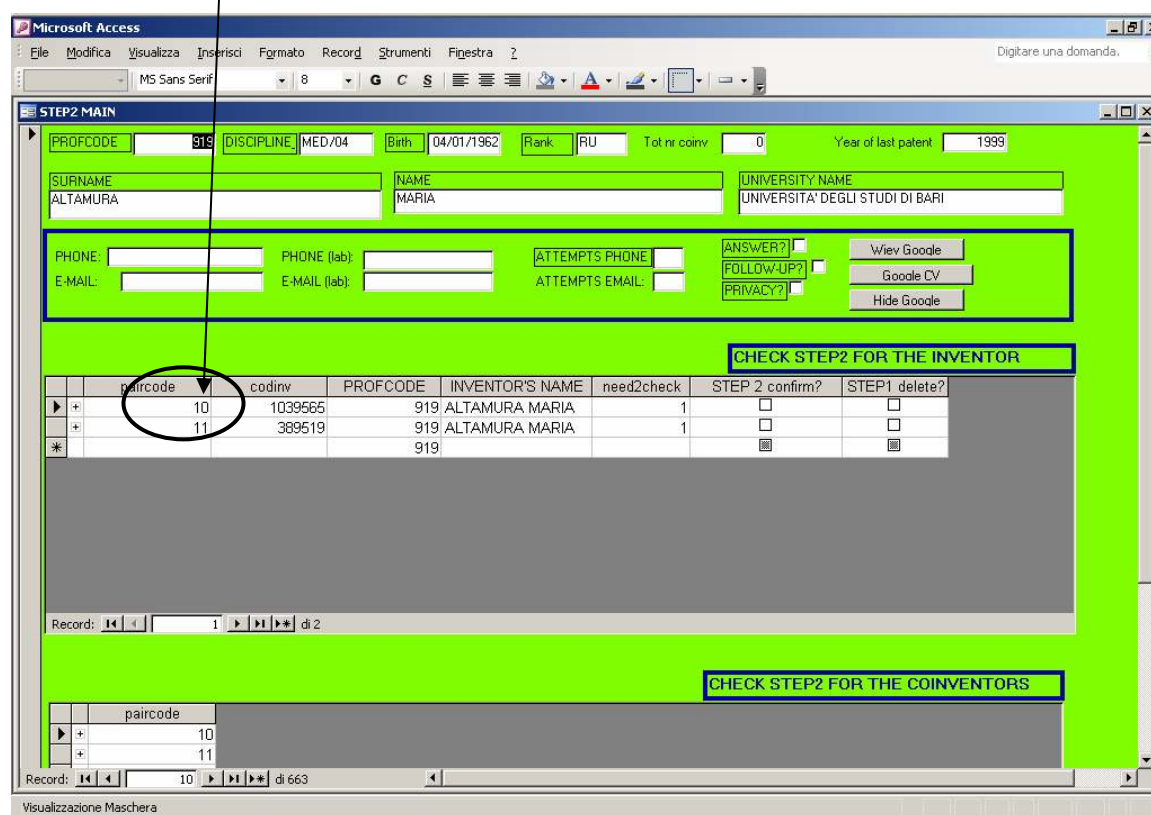 Microsoft Access
File Modifica Visualizza Inserisci Formato Record Strumenti Finestra ? Digitare una domanda.
MS Sans Serif 8 G C S A
STEP2 MAIN
PROFCODE 919 DISCIPLINE_ MED/04 Birth 04/01/1962 Rank RU Tot nr coinv 0 Year of last patent 1999
SURNAME NAME UNIVERSITY NAME
ALTAMURA MARIA UNIVERSITA' DEGLI STUDI DI BARI
PHONE: PHONE (lab): ATTEMPTS PHONE ANSWER? Wiev Google
E-MAIL: E-MAIL (lab): ATTEMPTS EMAIL: FOLLOW-UP? Google CV
PRIVACY? Hide Google
CHECK STEP2 FOR THE INVENTOR
paircode codinv PROFCODE INVENTOR'S NAME need2check STEP 2 confirm? STEP1 delete?
10 1039565 919 ALTAMURA MARIA 1
11 389519 919 ALTAMURA MARIA 1
919
Record: 1 di 2
CHECK STEP2 FOR THE COINVENTORS
paircode
10
11
Record: 10 di 663
Visualizzazione Maschera